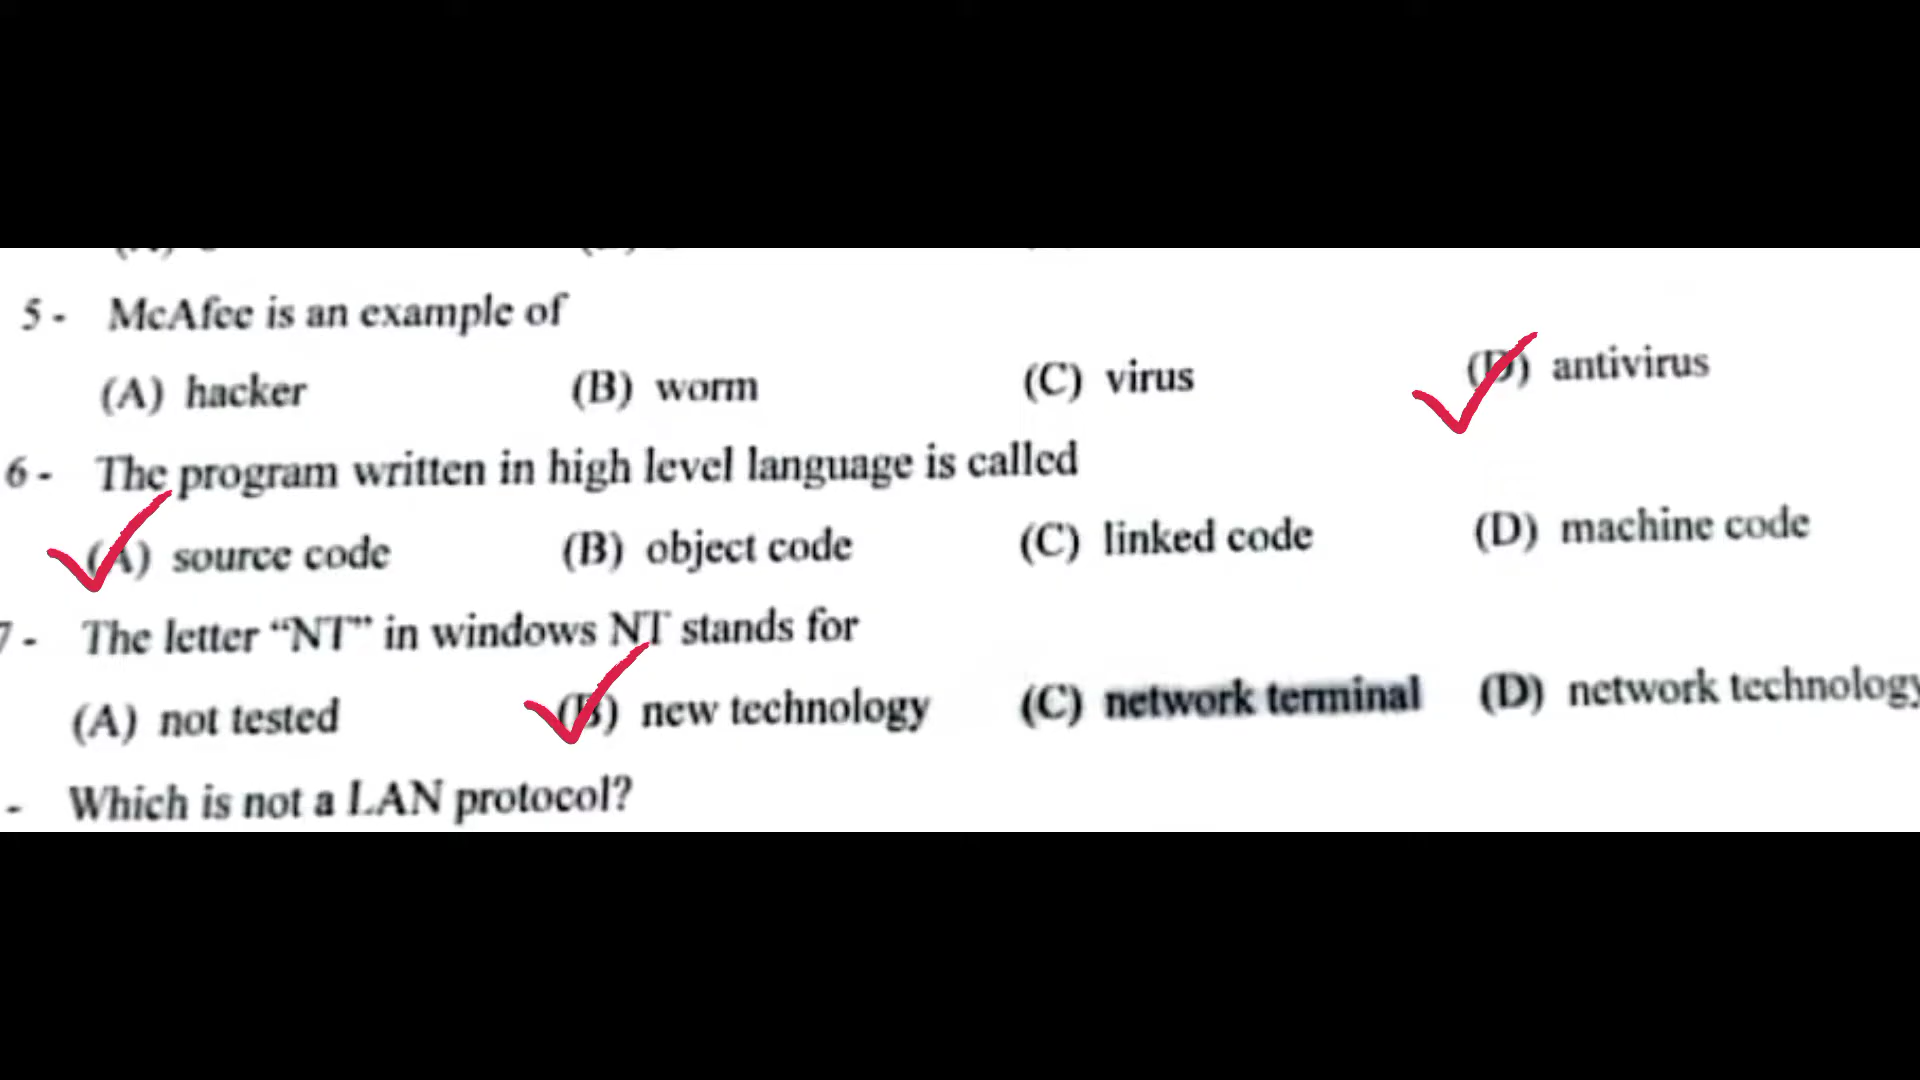 5 - McAfee is an example of
(A) hacker (B) worm (C) virus (D) antivirus
6 - The program written in high level language is called
(A) source code (B) object code (C) linked code (D) machine code
7 - The letter “NT” in windows NT stands for
(A) not tested (B) new technology (C) network terminal (D) network technology
- Which is not a LAN protocol?